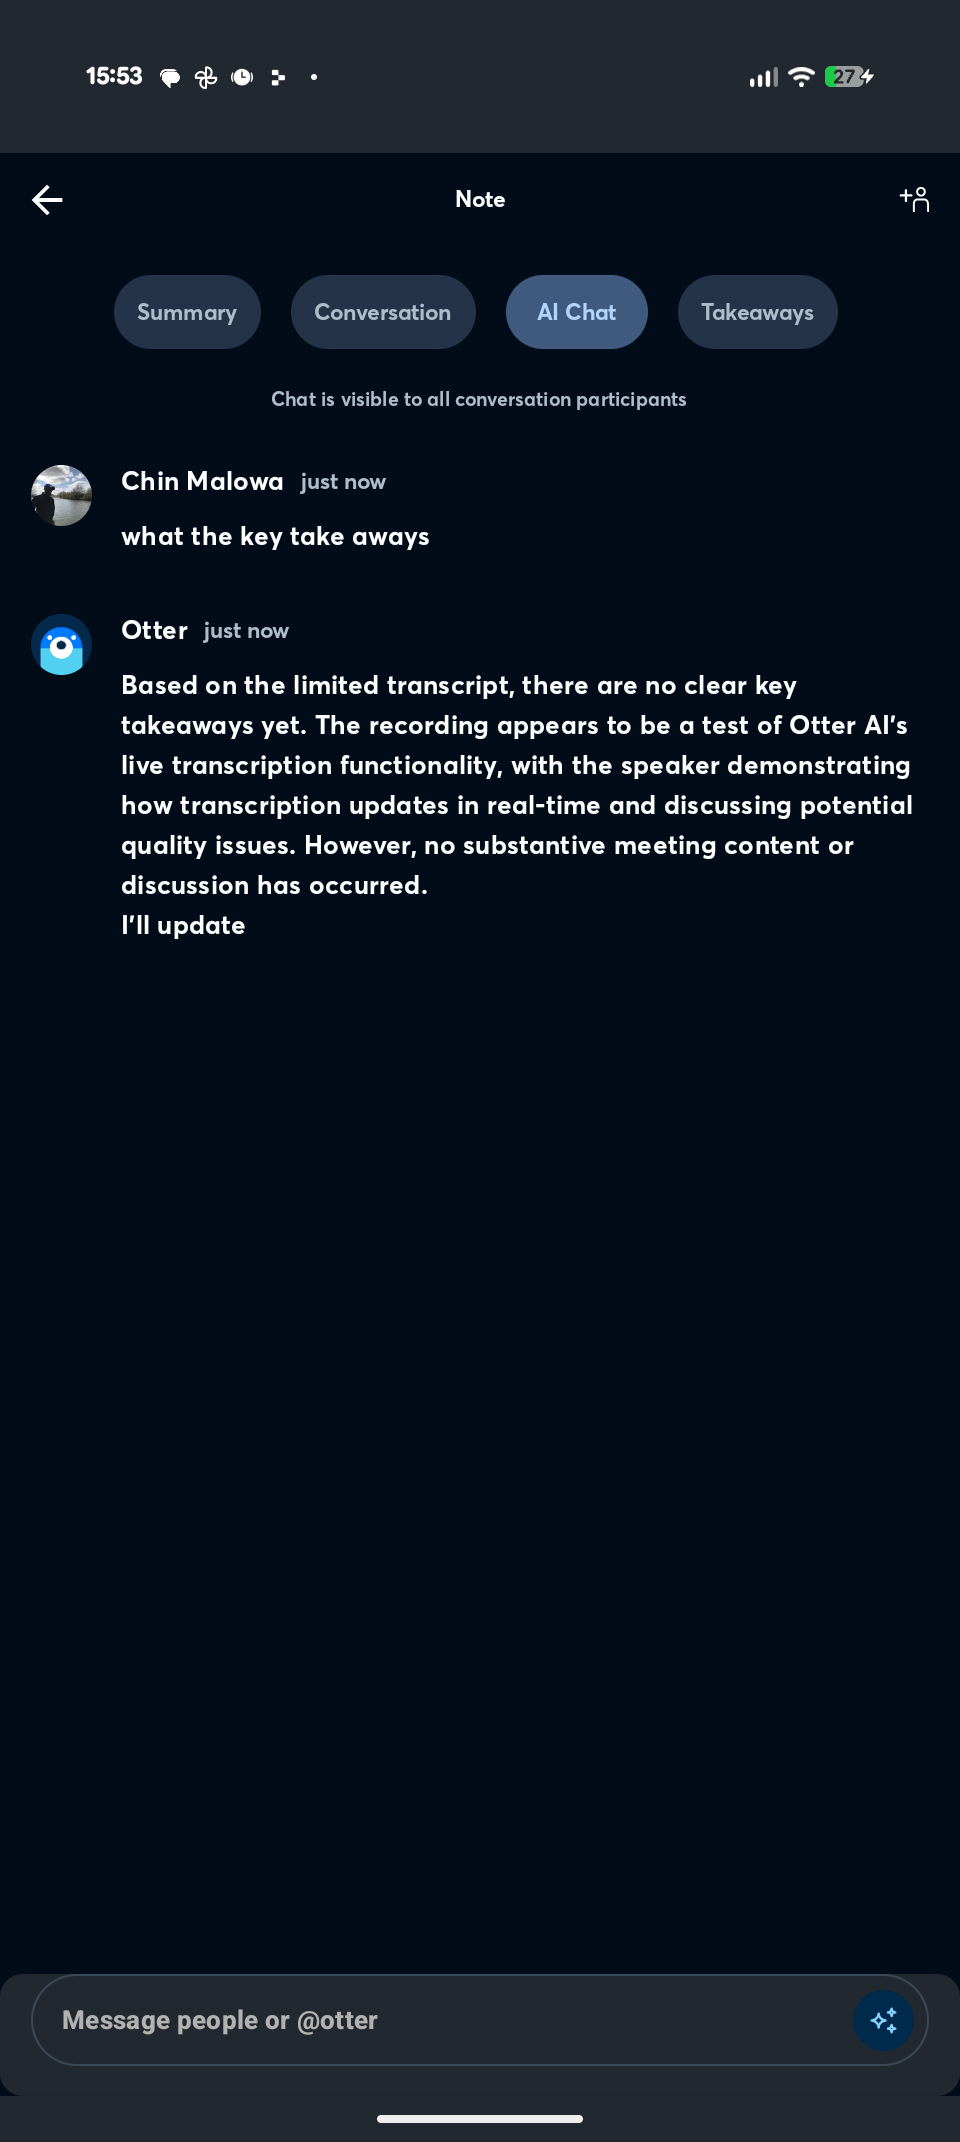 15:53
27
Note
Summary
Conversation
AI Chat
Takeaways
Chat is visible to all conversation participants
Chin Malowa just now
what the key take aways
Otter just now
Based on the limited transcript, there are no clear key
takeaways yet. The recording appears to be a test of Otter AI's
live transcription functionality, with the speaker demonstrating
how transcription updates in real-time and discussing potential
quality issues. However, no substantive meeting content or
discussion has occurred.
I'll update
Message people or @otter